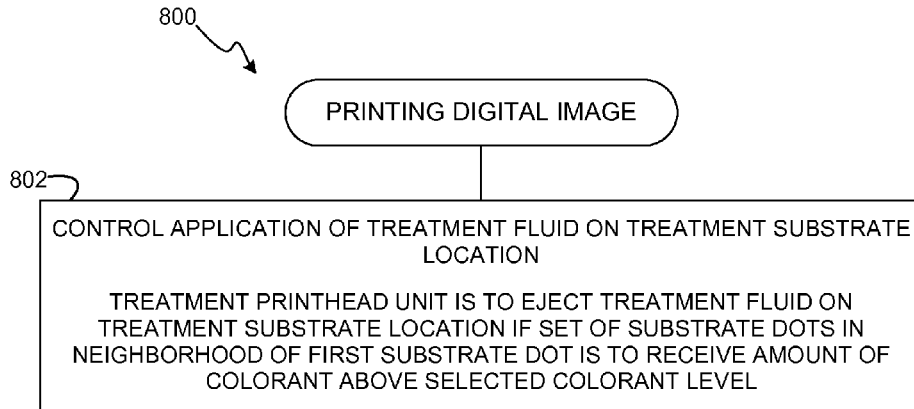 800
PRINTING DIGITAL IMAGE
802
CONTROL APPLICATION OF TREATMENT FLUID ON TREATMENT SUBSTRATE
LOCATION
TREATMENT PRINTHEAD UNIT IS TO EJECT TREATMENT FLUID ON
TREATMENT SUBSTRATE LOCATION IF SET OF SUBSTRATE DOTS IN
NEIGHBORHOOD OF FIRST SUBSTRATE DOT IS TO RECEIVE AMOUNT OF
COLORANT ABOVE SELECTED COLORANT LEVEL